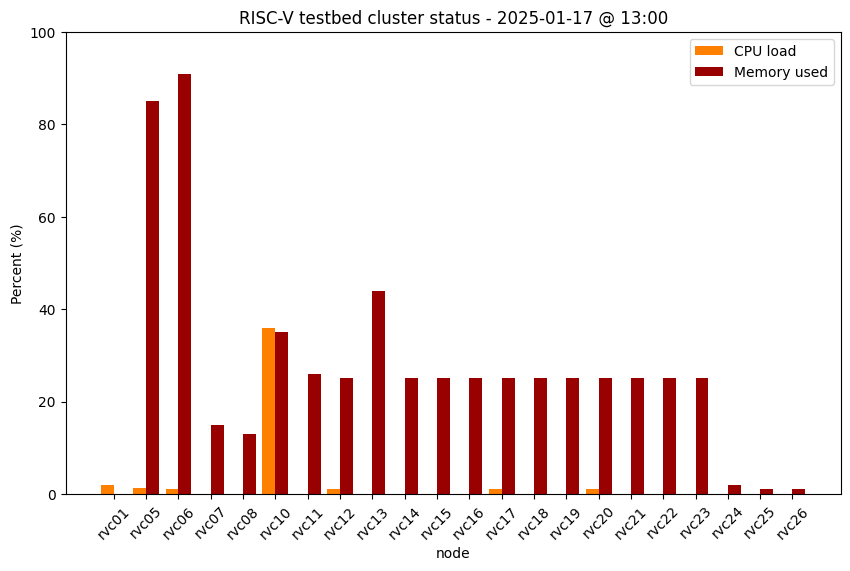 RISC-V testbed cluster status - 2025-01-17 @ 13:00
CPU load
Memory used
Percent (%)
100
80
60
40
20
0
rvc01 rvc05 rvc06 rvc07 rvc08 rvc10 rvc11 rvc12 rvc13 rvc14 rvc15 rvc16 rvc17 rvc18 rvc19 rvc20 rvc21 rvc22 rvc23 rvc24 rvc25 rvc26
node